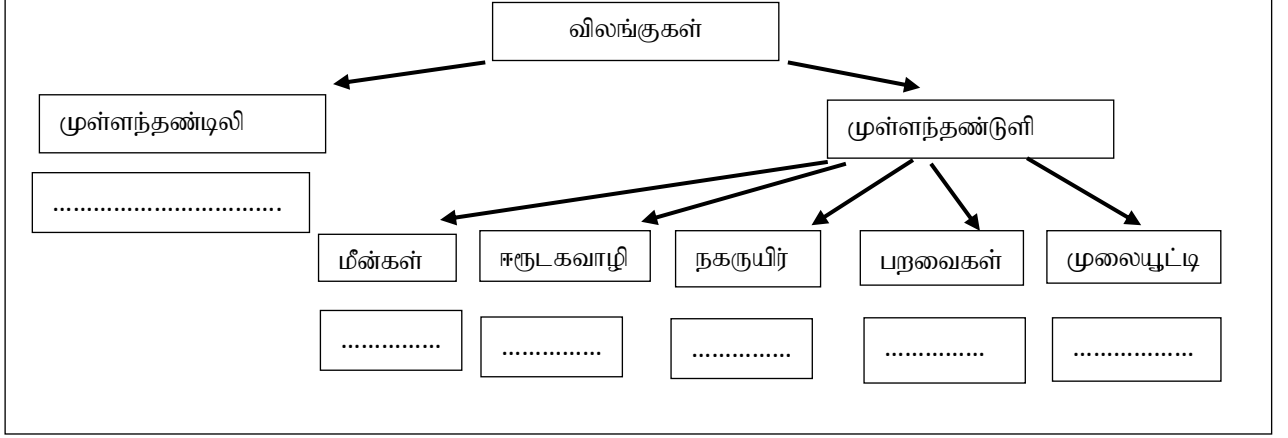 விலங்குகள்
முள்ளந்தண்டிலி
முள்ளந்தண்டுளி
.................................
மீன்கள் ஈரூடகவாழி நகருயிர் பறவைகள் முலையூட்டி
............... ............... ............... ............... ..................